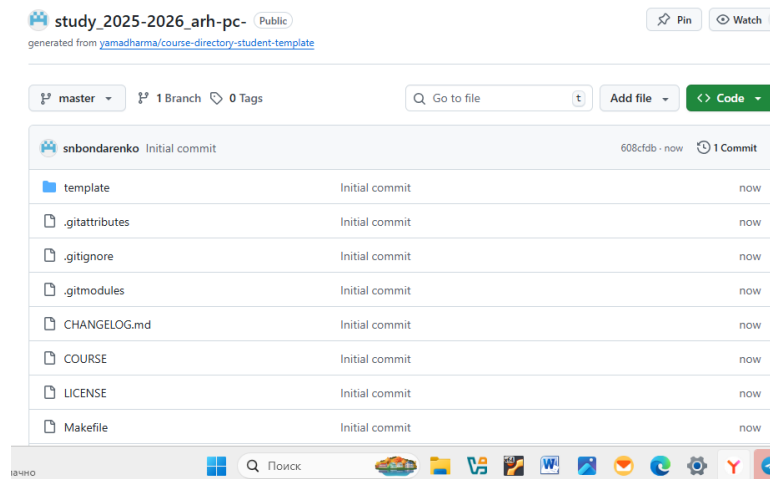 study_2025-2026_arh-pc- Public Pin Watch
generated from yamadharma/course-directory-student-template
master 1 Branch 0 Tags Go to file t Add file Code
snbondarenko Initial commit 608cfdb · now 1 Commit
template Initial commit now
.gitattributes Initial commit now
.gitignore Initial commit now
.gitmodules Initial commit now
CHANGELOG.md Initial commit now
COURSE Initial commit now
LICENSE Initial commit now
Makefile Initial commit now
Поиск